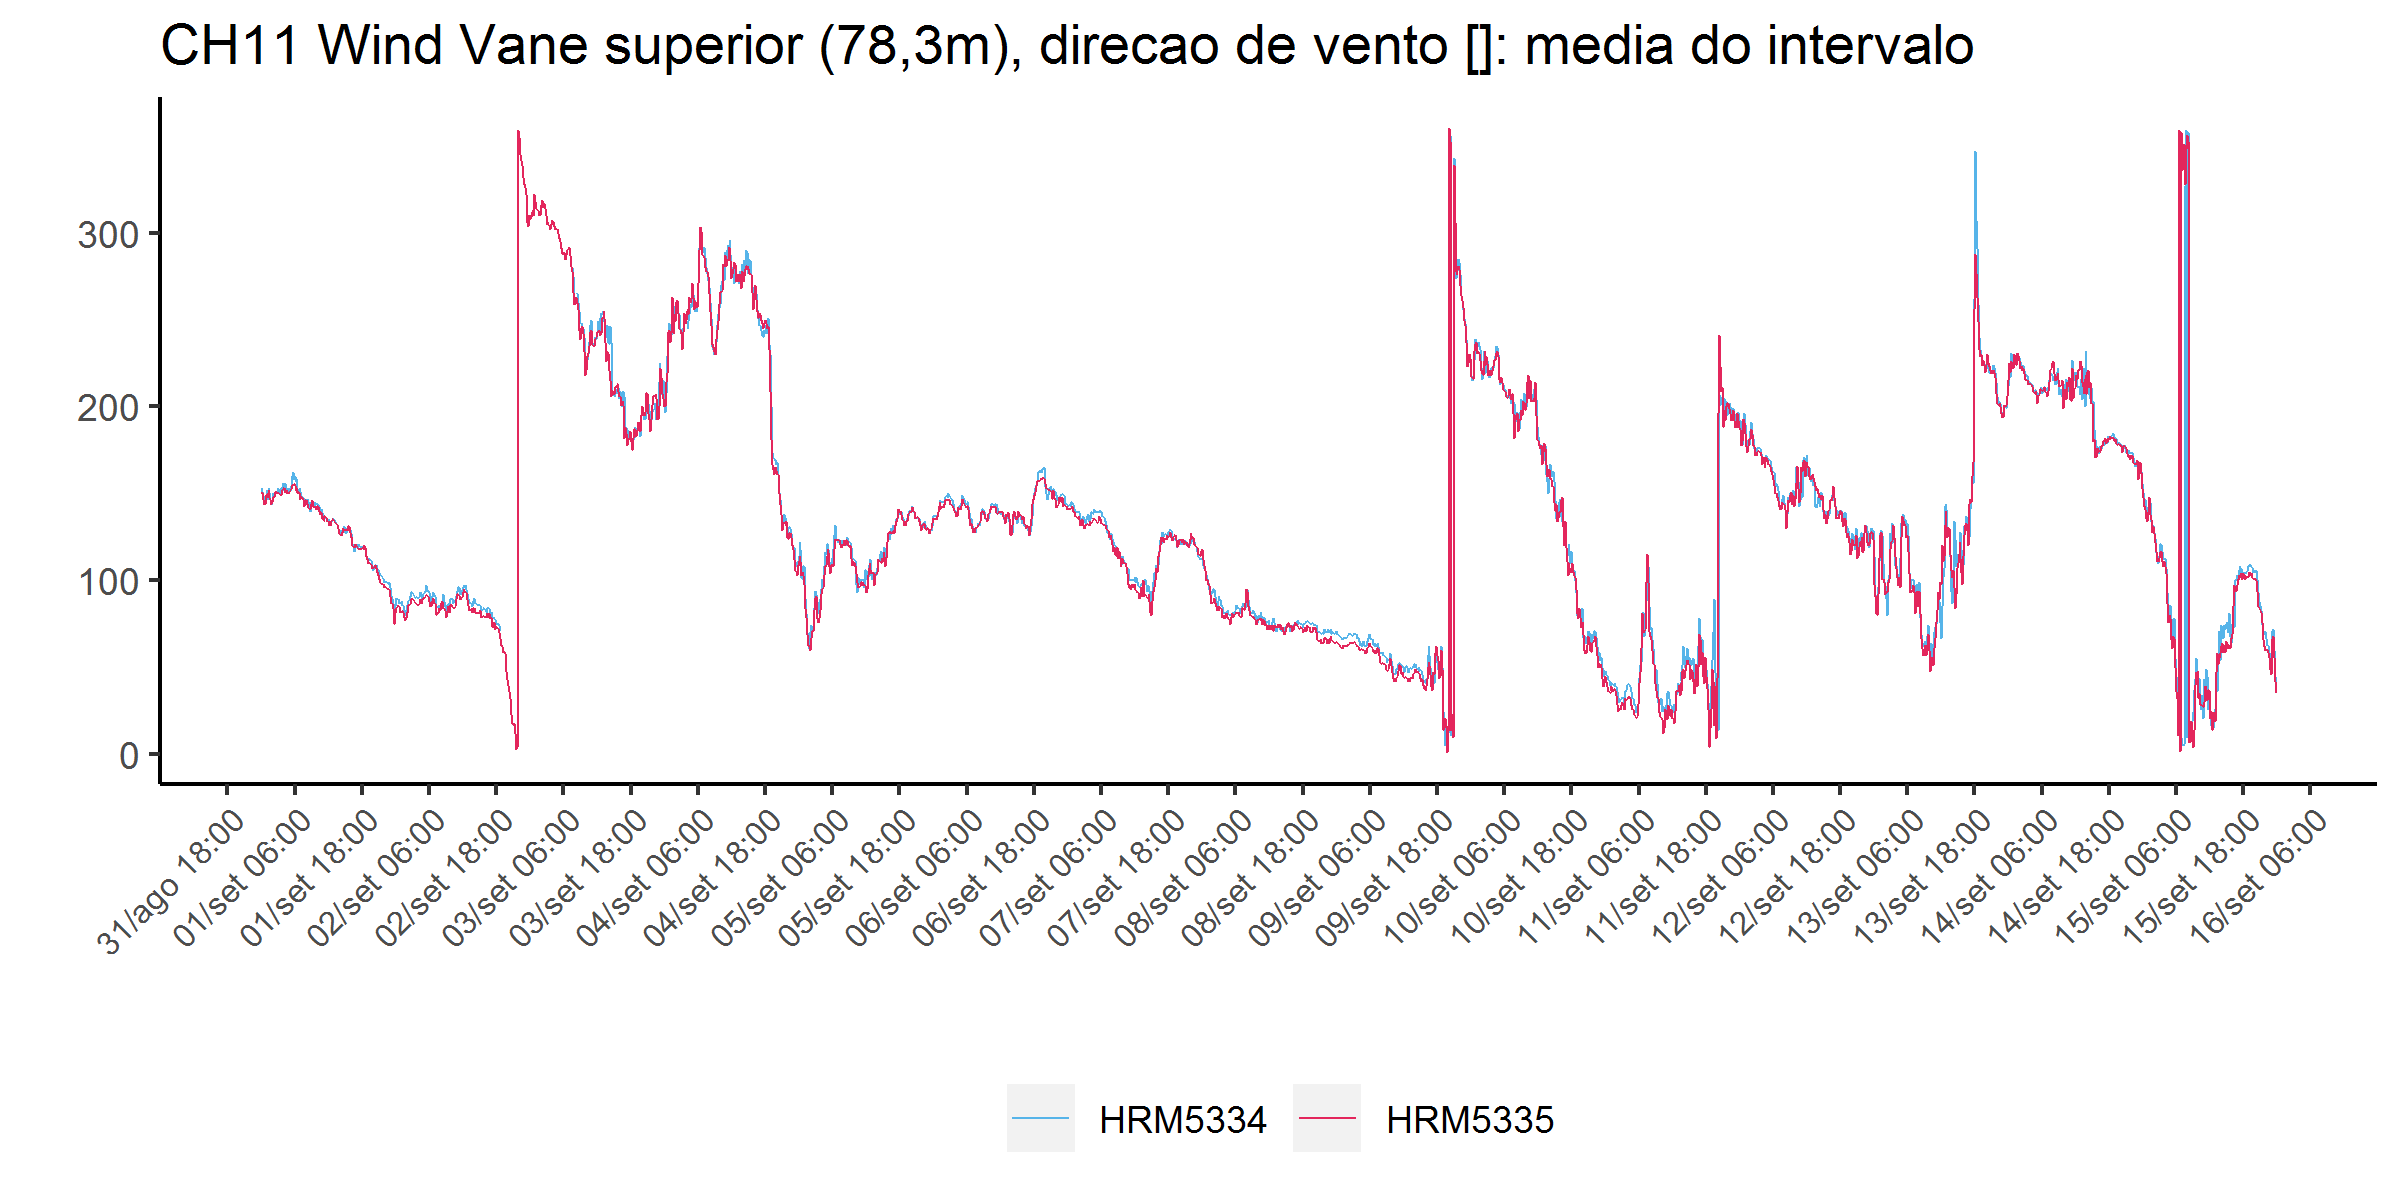 CH11 Wind Vane superior (78,3m), direcao de vento []: media do intervalo
300
200
100
0
31/ago 18:00
01/set 06:00
01/set 18:00
02/set 06:00
02/set 18:00
03/set 06:00
03/set 18:00
04/set 06:00
04/set 18:00
05/set 06:00
05/set 18:00
06/set 06:00
06/set 18:00
07/set 06:00
07/set 18:00
08/set 06:00
08/set 18:00
09/set 06:00
09/set 18:00
10/set 06:00
10/set 18:00
11/set 06:00
11/set 18:00
12/set 06:00
12/set 18:00
13/set 06:00
13/set 18:00
14/set 06:00
14/set 18:00
15/set 06:00
15/set 18:00
16/set 06:00
HRM5334 HRM5335